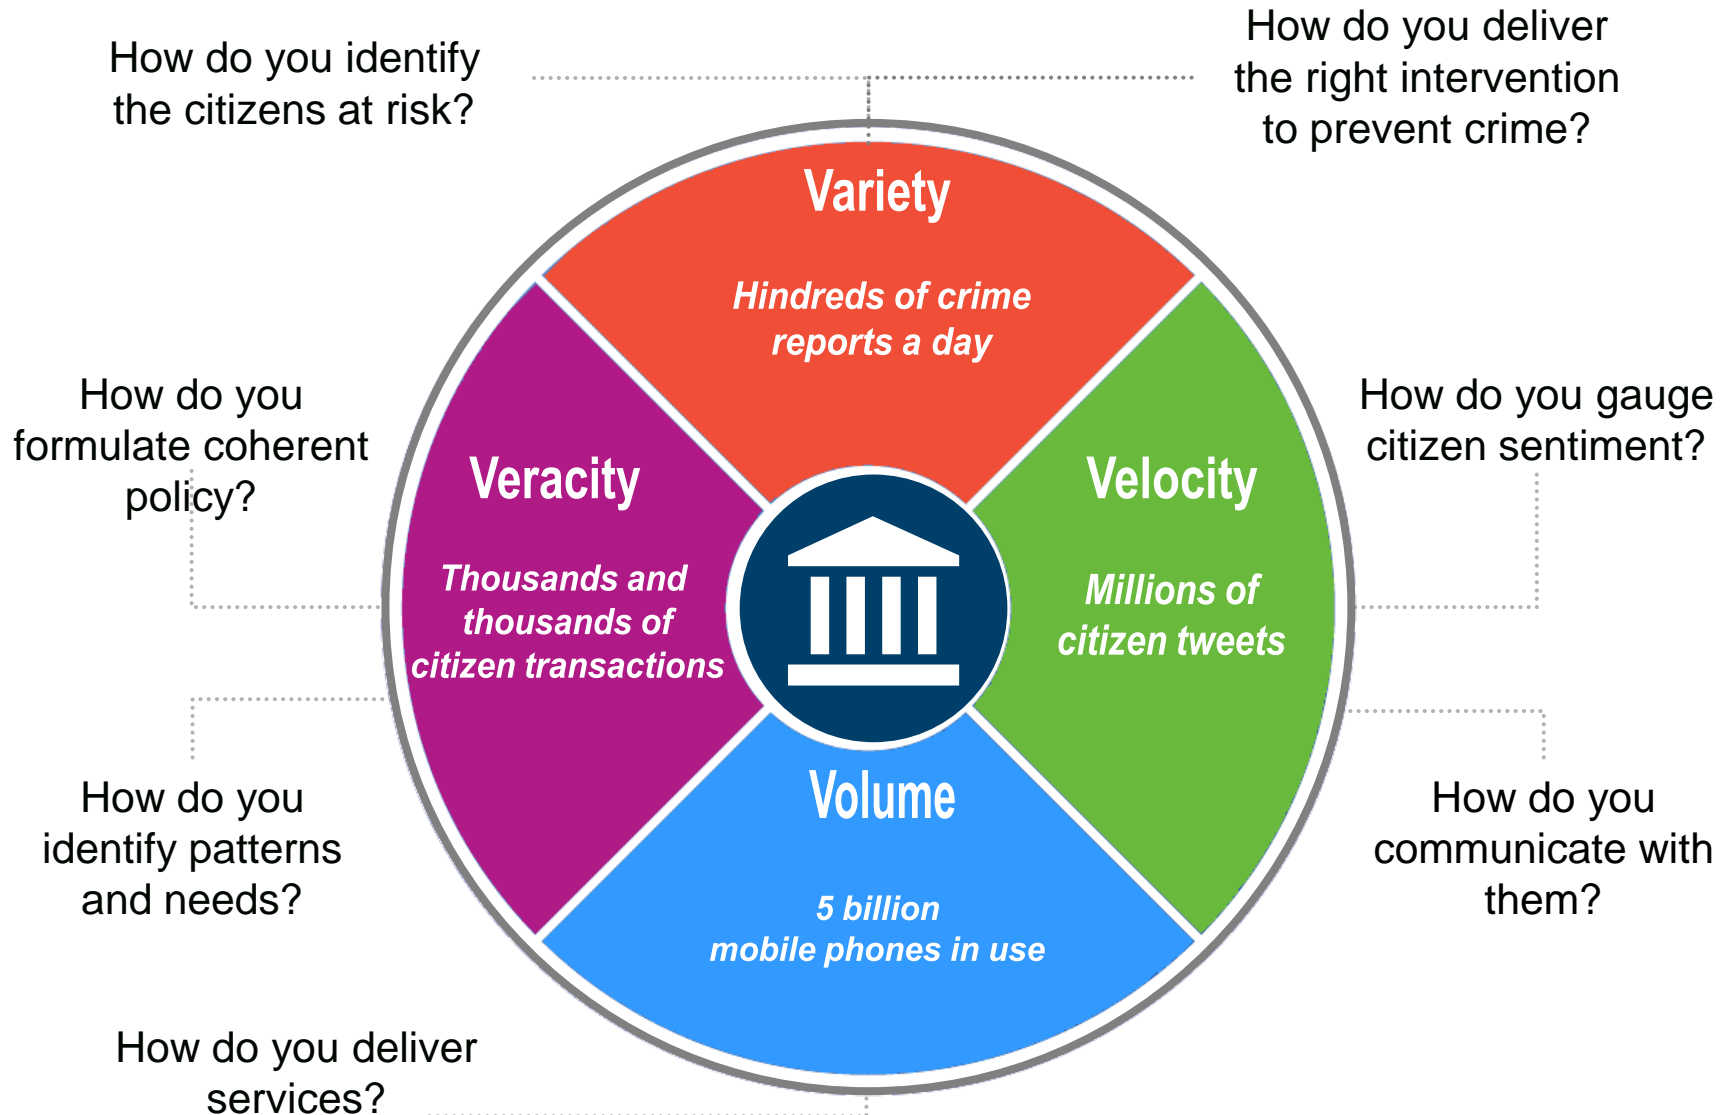 How do you identify
the citizens at risk?
How do you deliver
the right intervention
to prevent crime?
Variety
Hindreds of crime
reports a day
How do you
formulate coherent
policy?
Veracity
Thousands and
thousands of
citizen transactions
Velocity
Millions of
citizen tweets
How do you gauge
citizen sentiment?
How do you
identify patterns
and needs?
Volume
5 billion
mobile phones in use
How do you
communicate with
them?
How do you deliver
services?